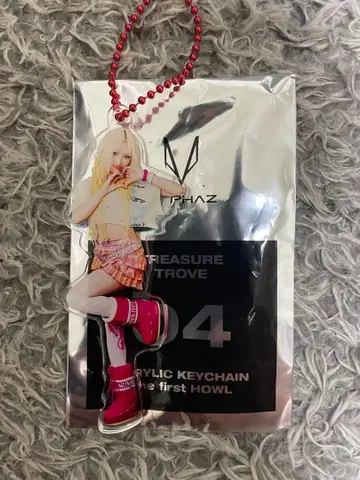 PHAZ
TREASURE
TROVE
04
RYLIC KEYCHAIN
he first HOWL